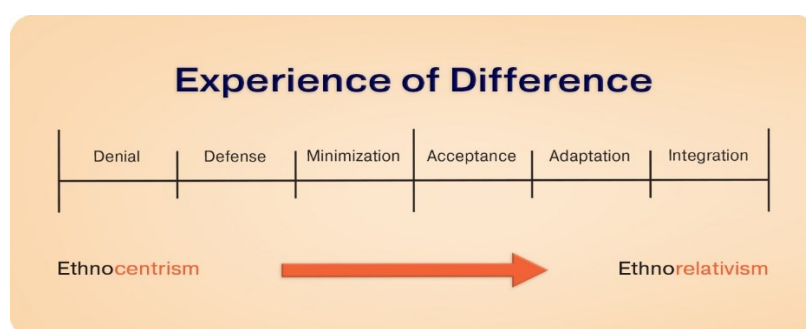 Experience of Difference
Denial Defense Minimization Acceptance Adaptation Integration
Ethnocentrism Ethnorelativism